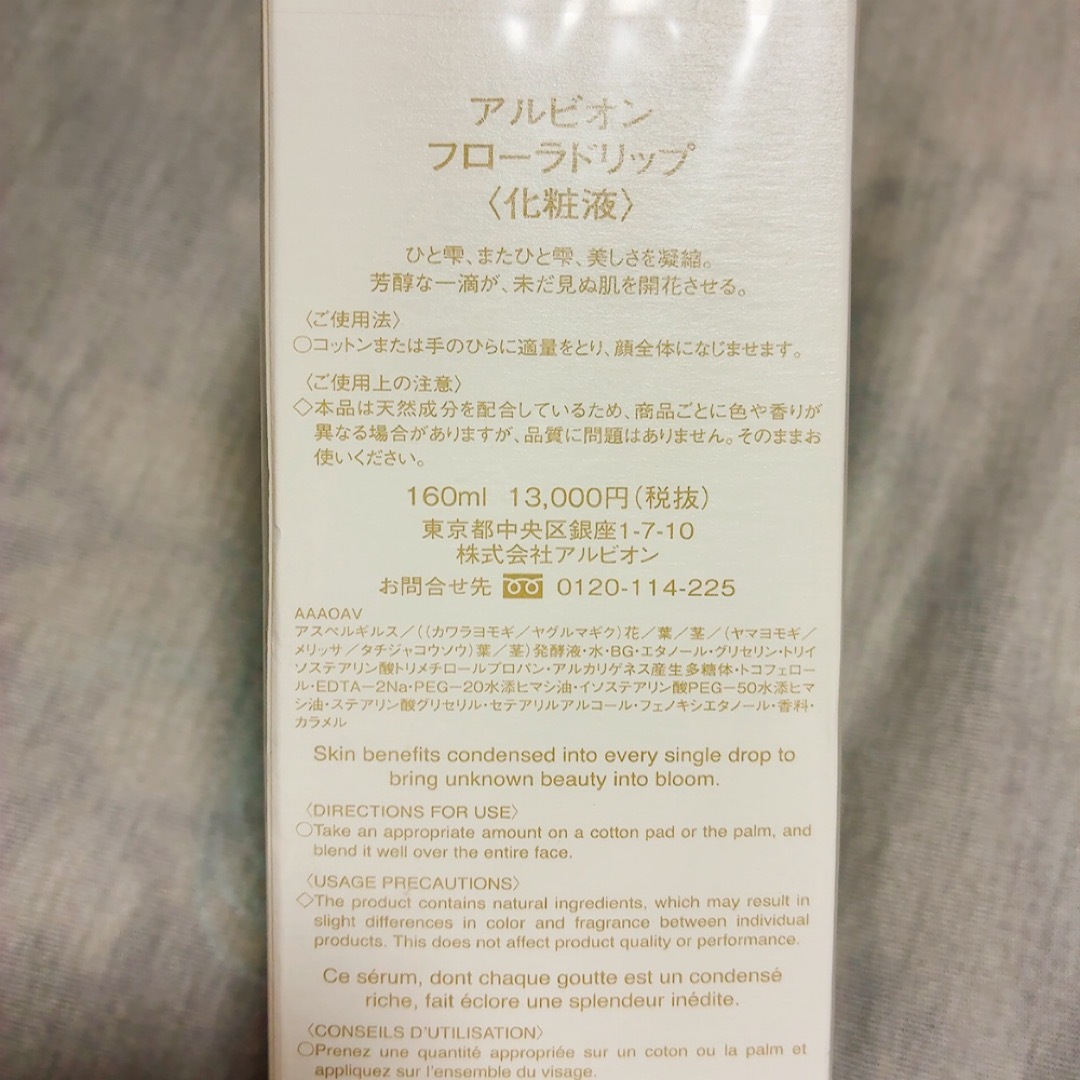 アルビオン
フローラドリップ
〈化粧液〉
ひと雫、またひと雫、美しさを凝縮。
芳醇な一滴が、未だ見ぬ肌を開花させる。
〈ご使用法〉
○コットンまたは手のひらに適量をとり、顔全体になじませます。
〈ご使用上の注意〉
◇本品は天然成分を配合しているため、商品ごとに色や香りが
異なる場合がありますが、品質に問題はありません。そのままお
使いください。
160ml 13,000円(税抜)
東京都中央区銀座1-7-10
株式会社アルビオン
お問合せ先 0120-114-225
AAAOAV
アスペルギルス/((カワラヨモギ/ヤグルマギク)花/葉/茎/(ヤマヨモギ/
メリッサ/タチジャコウソウ)葉/茎)発酵液・水・BG・エタノール・グリセリン・トリイ
ソステアリン酸トリメチロールプロパン・アルカリゲネス産生多糖体・トコフェロー
ル・EDTA-2Na・PEG-20水添ヒマシ油・イソステアリン酸PEG-50水添ヒマ
シ油・ステアリン酸グリセリル・セテアリルアルコール・フェノキシエタノール・香料・
カラメル
Skin benefits condensed into every single drop to
bring unknown beauty into bloom.
〈DIRECTIONS FOR USE〉
○Take an appropriate amount on a cotton pad or the palm, and
blend it well over the entire face.
〈USAGE PRECAUTIONS〉
◇The product contains natural ingredients, which may result in
slight differences in color and fragrance between individual
products. This does not affect product quality or performance.
Ce sérum, dont chaque goutte est un condensé
riche, fait éclore une splendeur inédite.
〈CONSEILS D'UTILISATION〉
○Prenez une quantité appropriée sur un coton ou la palm et
appliquez sur l'ensemble du visage.